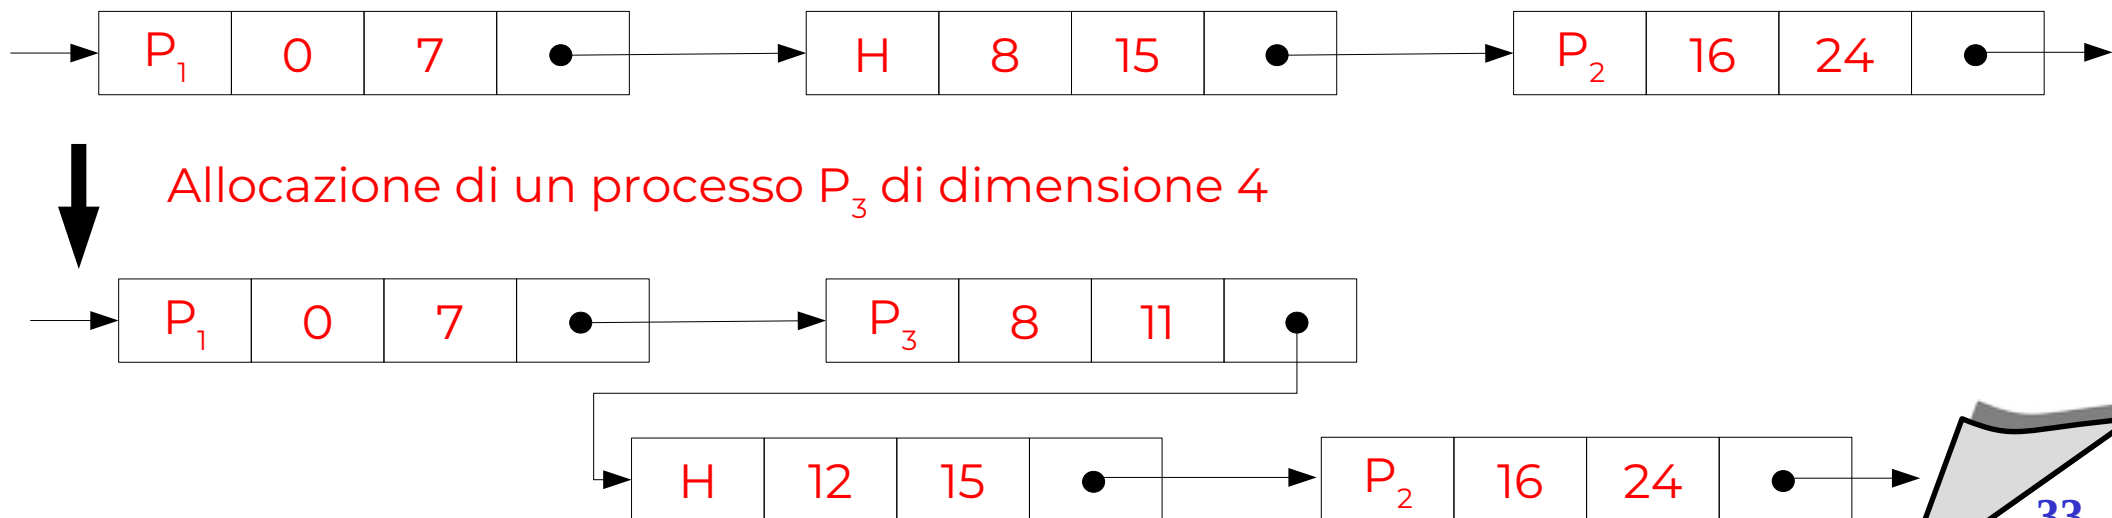 P₁ 0 7 H 8 15 P₂ 16 24
Allocazione di un processo P₃ di dimensione 4
P₁ 0 7 P₃ 8 11
H 12 15 P₂ 16 24
33